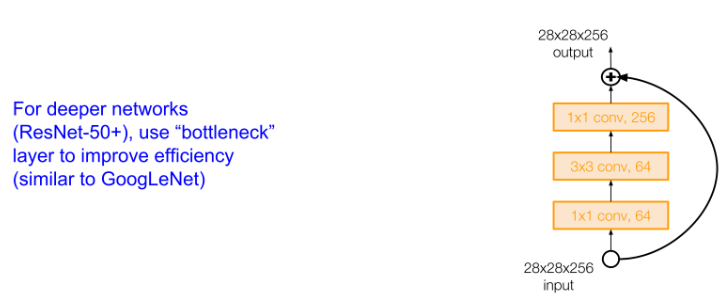 For deeper networks
(ResNet-50+), use “bottleneck”
layer to improve efficiency
(similar to GoogLeNet)
28x28x256
output
1x1 conv, 256
3x3 conv, 64
1x1 conv, 64
28x28x256
input